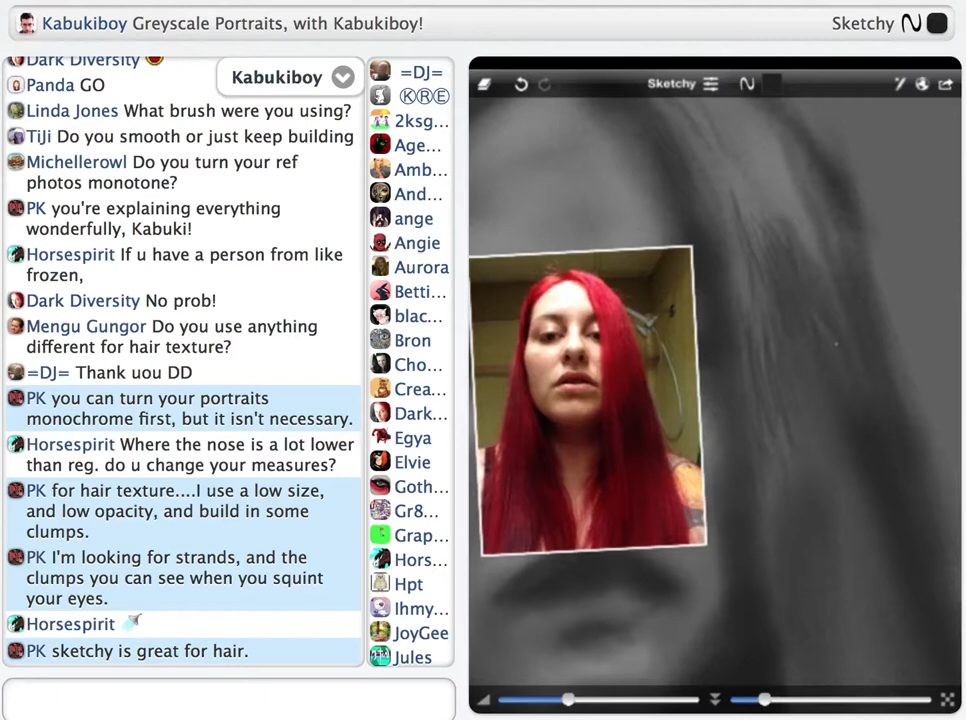 Kabukiboy Greyscale Portraits, with Kabukiboy!
Sketchy
Dark Diversity
Kabukiboy
Panda GO
Linda Jones What brush were you using?
TiJi Do you smooth or just keep building
Michellerowl Do you turn your ref
photos monotone?
PK you're explaining everything
wonderfully, Kabuki!
Horsespirit If u have a person from like
frozen,
Dark Diversity No prob!
Mengu Gungor Do you use anything
different for hair texture?
=DJ= Thank uou DD
PK you can turn your portraits
monochrome first, but it isn't necessary.
Horsespirit Where the nose is a lot lower
than reg. do u change your measures?
PK for hair texture....I use a low size,
and low opacity, and build in some
clumps.
PK I'm looking for strands, and the
clumps you can see when you squint
your eyes.
Horsespirit
PK sketchy is great for hair.
=DJ=
ⓀⓇⒺ
2ksg...
Age...
Amb...
And...
ange
Angie
Aurora
Betti...
blac...
Bron
Cho...
Crea...
Dark...
Egya
Elvie
Goth...
Gr8...
Grap...
Hors...
Hpt
Ihmy...
JoyGee
Jules
Sketchy